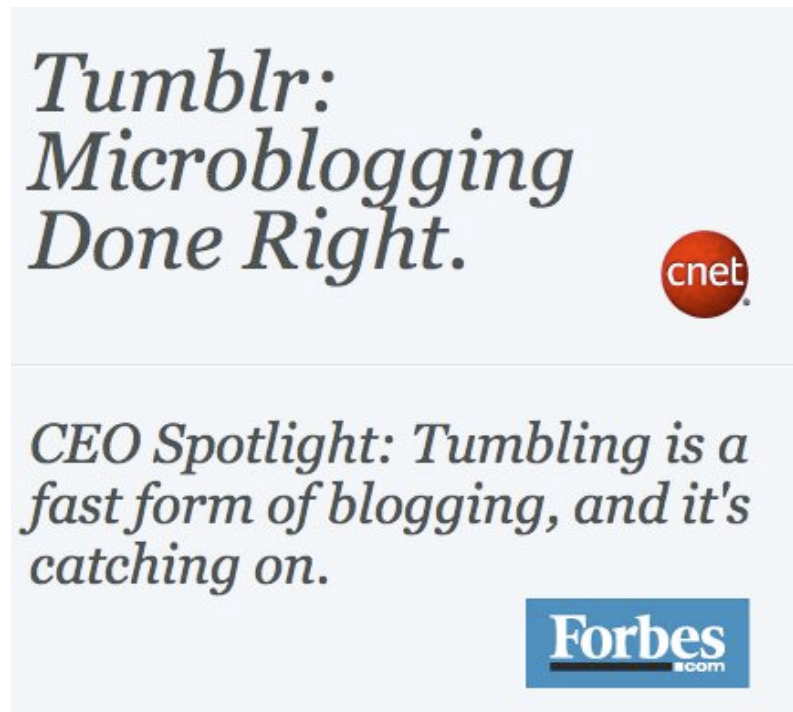 Tumblr:
Microblogging
Done Right.
cnet
CEO Spotlight: Tumbling is a
fast form of blogging, and it's
catching on.
Forbes
.com